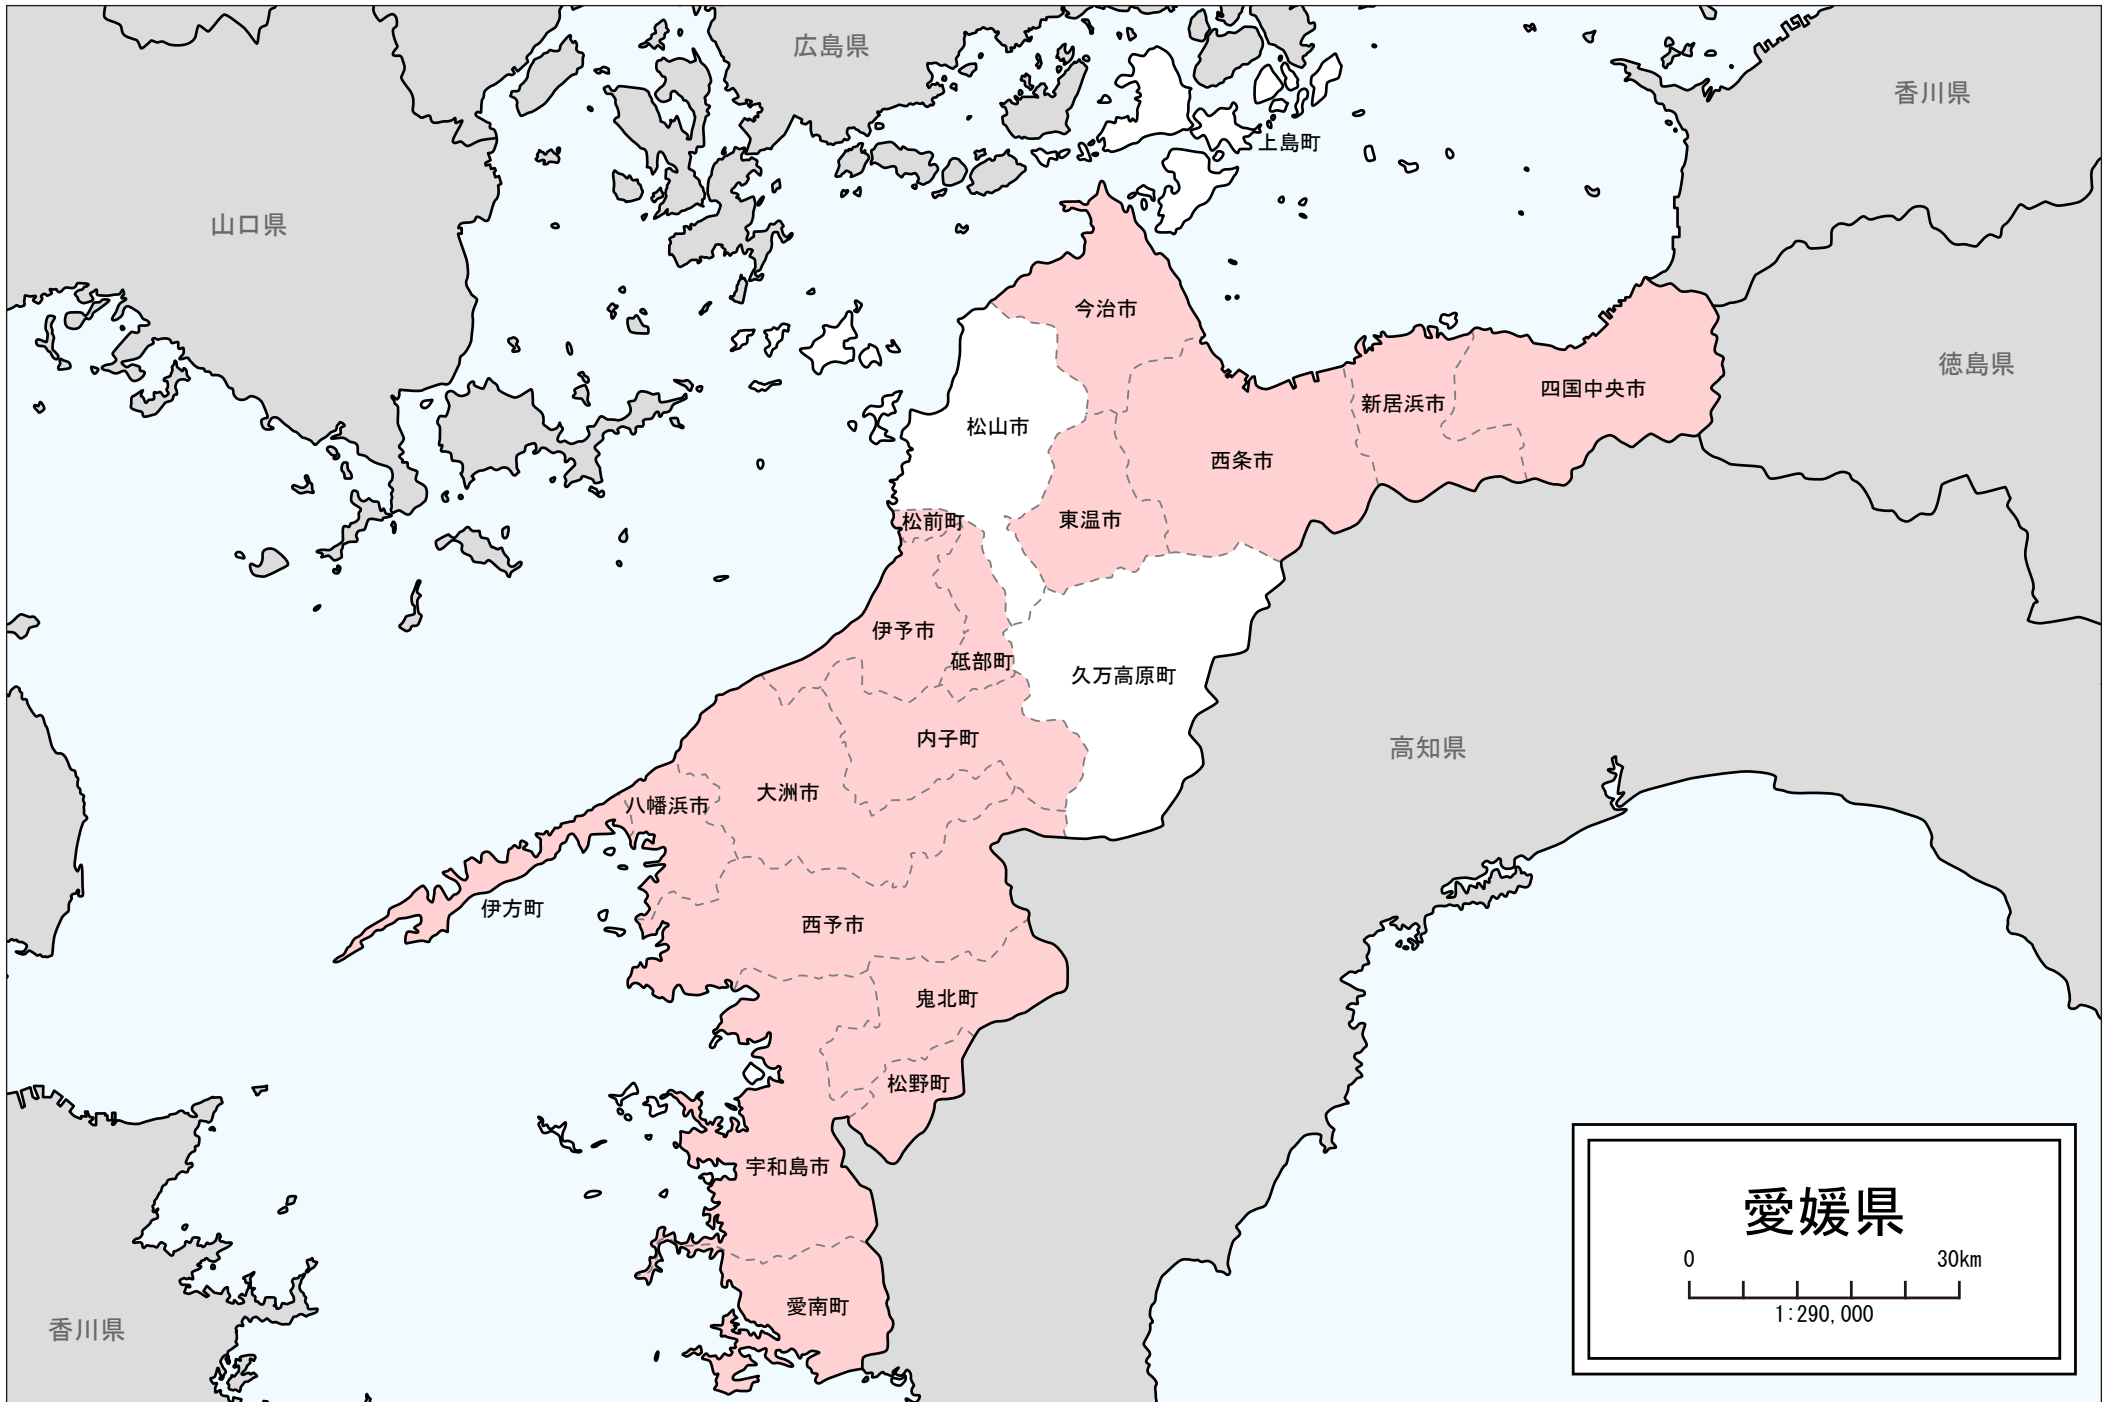 広島県
香川県
上島町
山口県
今治市
徳島県
四国中央市
新居浜市
松山市
西条市
松前町
東温市
伊予市
砥部町
久万高原町
内子町
高知県
大洲市
八幡浜市
伊方町
西予市
鬼北町
松野町
宇和島市
愛南町
香川県
愛媛県
0 30km
1:290,000